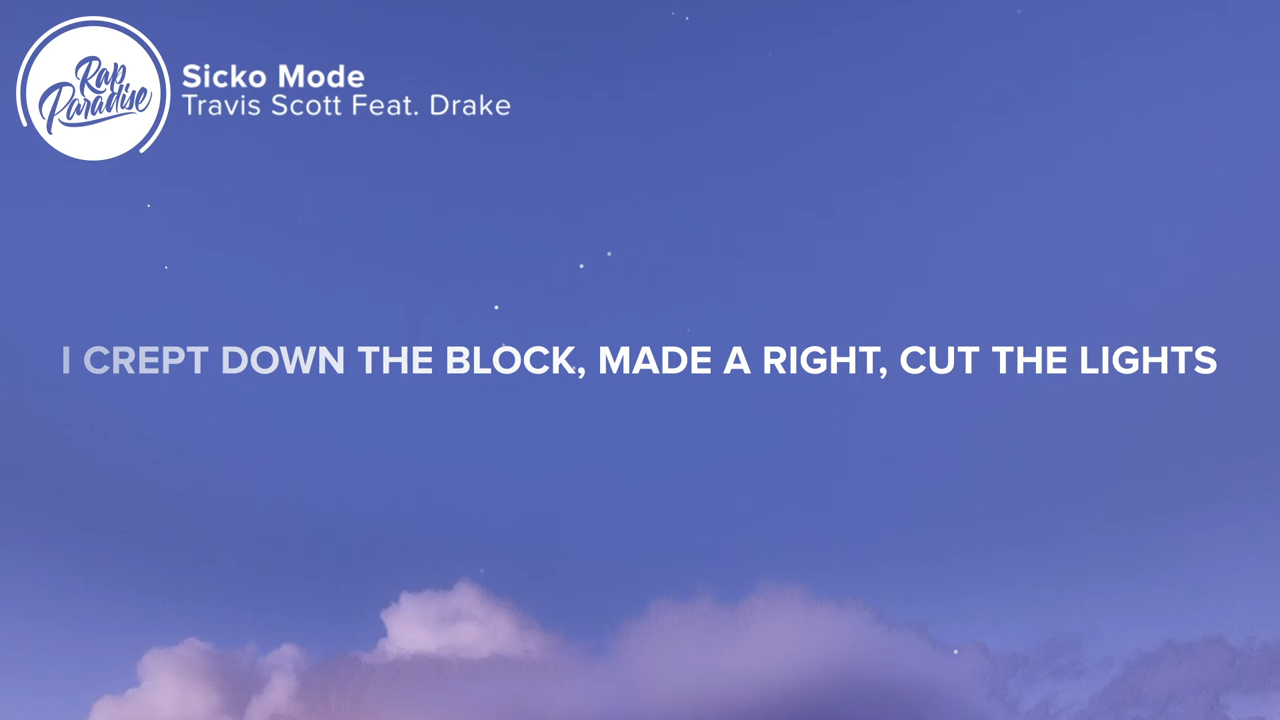 Rap
Paradise
Sicko Mode
Travis Scott Feat. Drake
I CREPT DOWN THE BLOCK, MADE A RIGHT, CUT THE LIGHTS